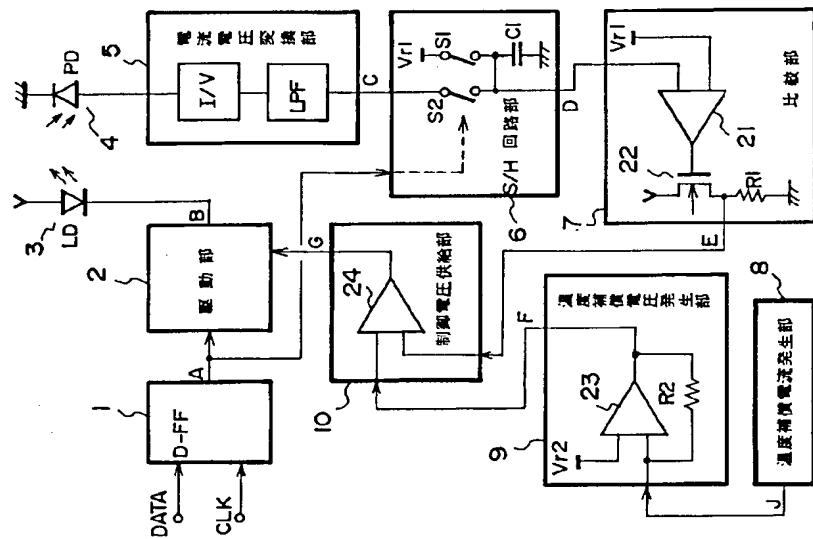 DATA
CLK
1
D-FF
A
2
駆動部
B
3
LD
4
PD
5
電流電圧変換部
I/V
LPF
C
Vr1
S1
S2
C1
S/H 回路部
6
D
7
Vr1
21
22
R1
比較部
E
G
24
制御電圧供給部
10
F
温度補償電圧発生部
23
R2
Vr2
9
8
温度補償電流発生部
J